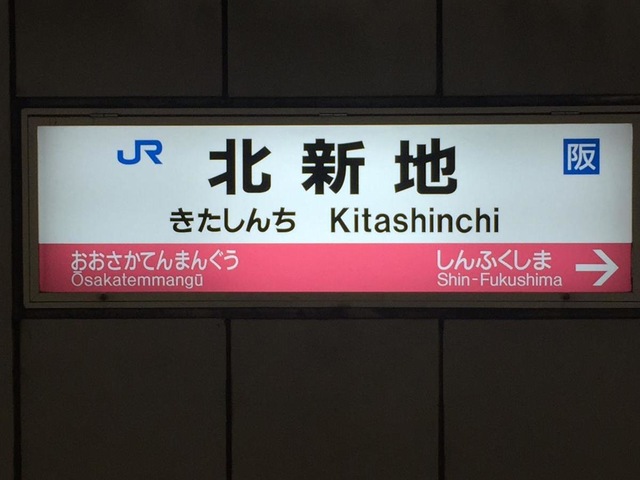 JR 北新地 阪
きたしんち Kitashinchi
おおさかてんまんぐう しんふくしま →
Ōsakatemmangū Shin-Fukushima